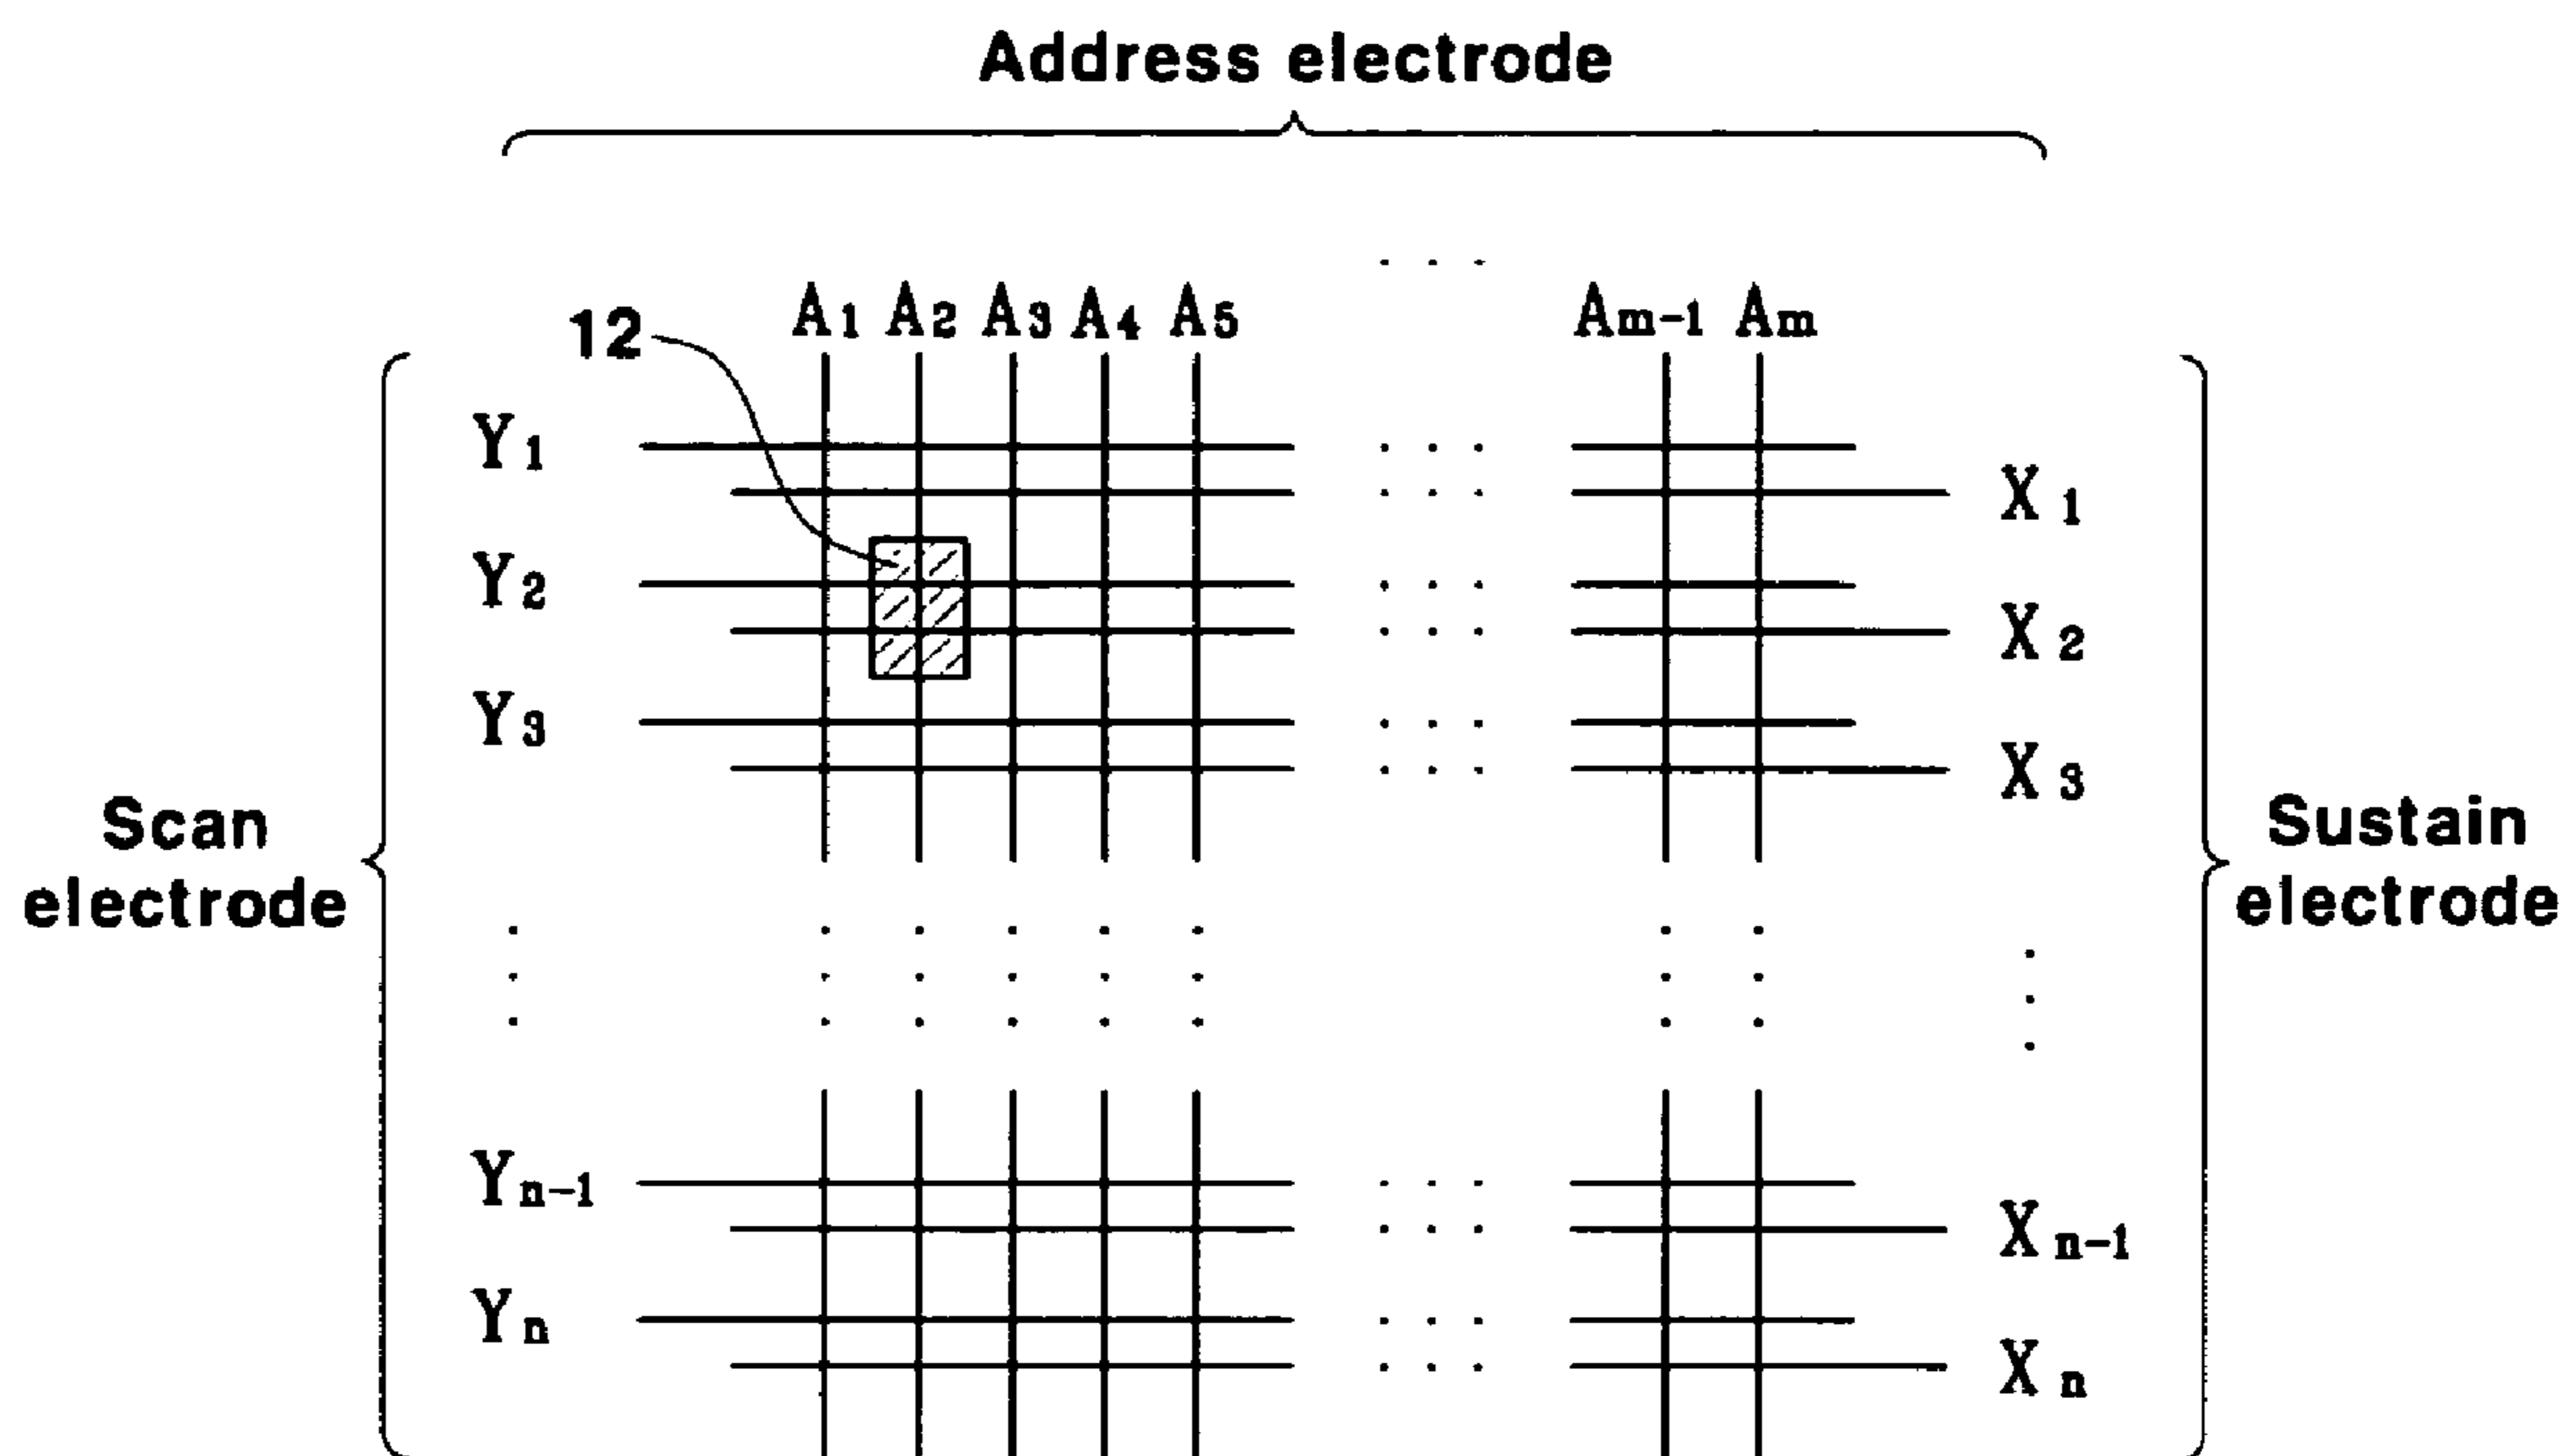 Address electrode
. . .
12 A1 A2 A3 A4 A5 Am-1 Am
Y1
X1
Y2
X2
Y3
X3
Scan
electrode
Sustain
electrode
Yn-1
Xn-1
Yn
Xn